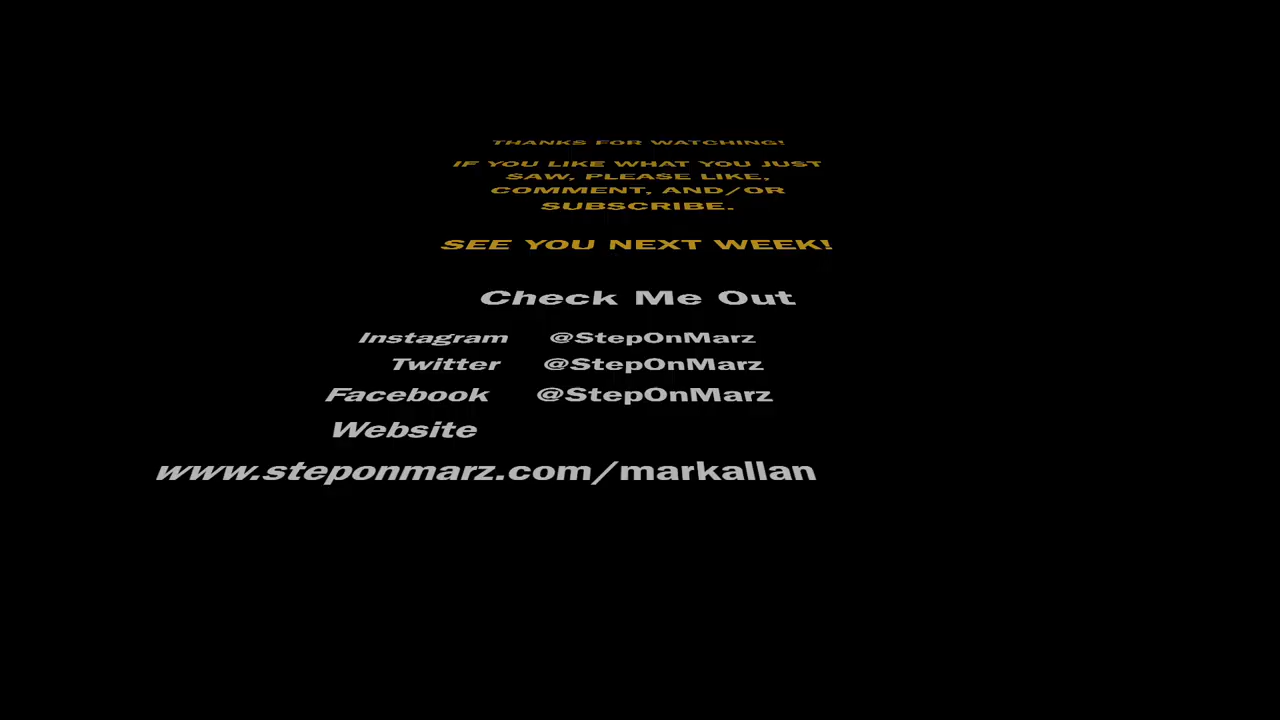 THANKS FOR WATCHING!
IF YOU LIKE WHAT YOU JUST
SAW, PLEASE LIKE,
COMMENT, AND/OR
SUBSCRIBE.
SEE YOU NEXT WEEK!
Check Me Out
Instagram @StepOnMarz
Twitter @StepOnMarz
Facebook @StepOnMarz
Website
www.steponmarz.com/markallan